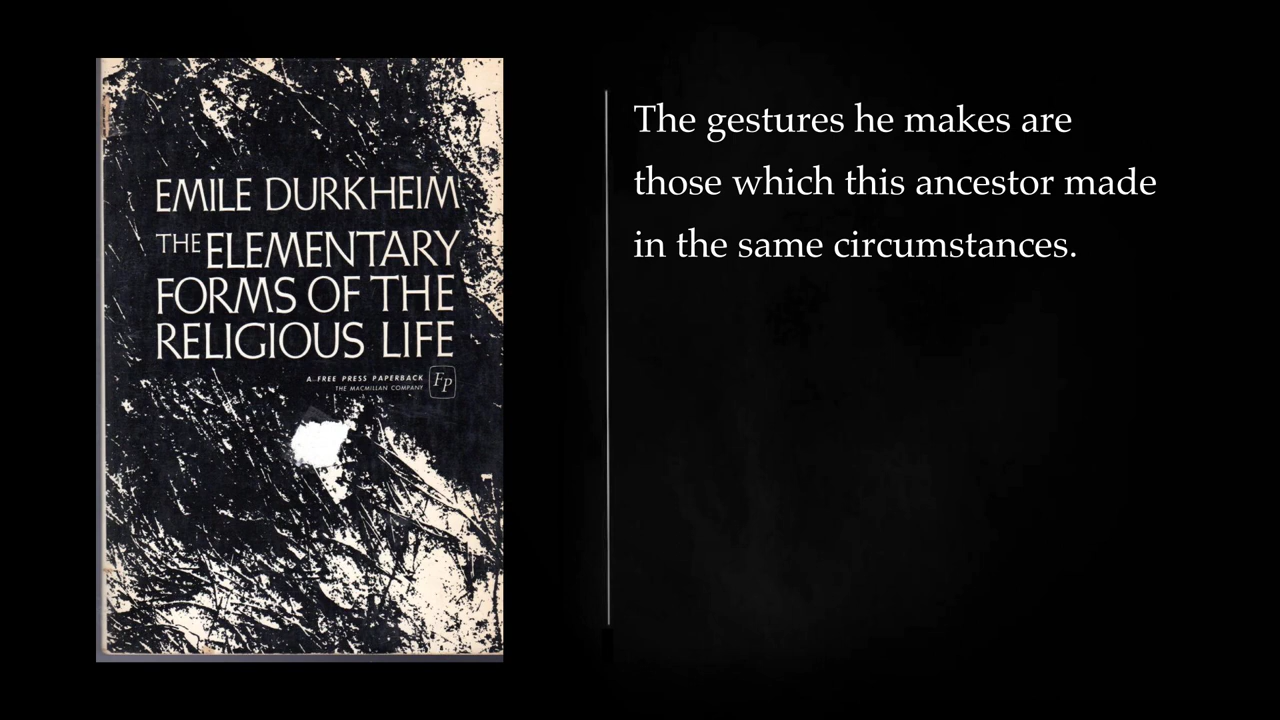 EMILE DURKHEIM
THE ELEMENTARY
FORMS OF THE
RELIGIOUS LIFE
A FREE PRESS PAPERBACK
THE MACMILLAN COMPANY
FP
The gestures he makes are
those which this ancestor made
in the same circumstances.